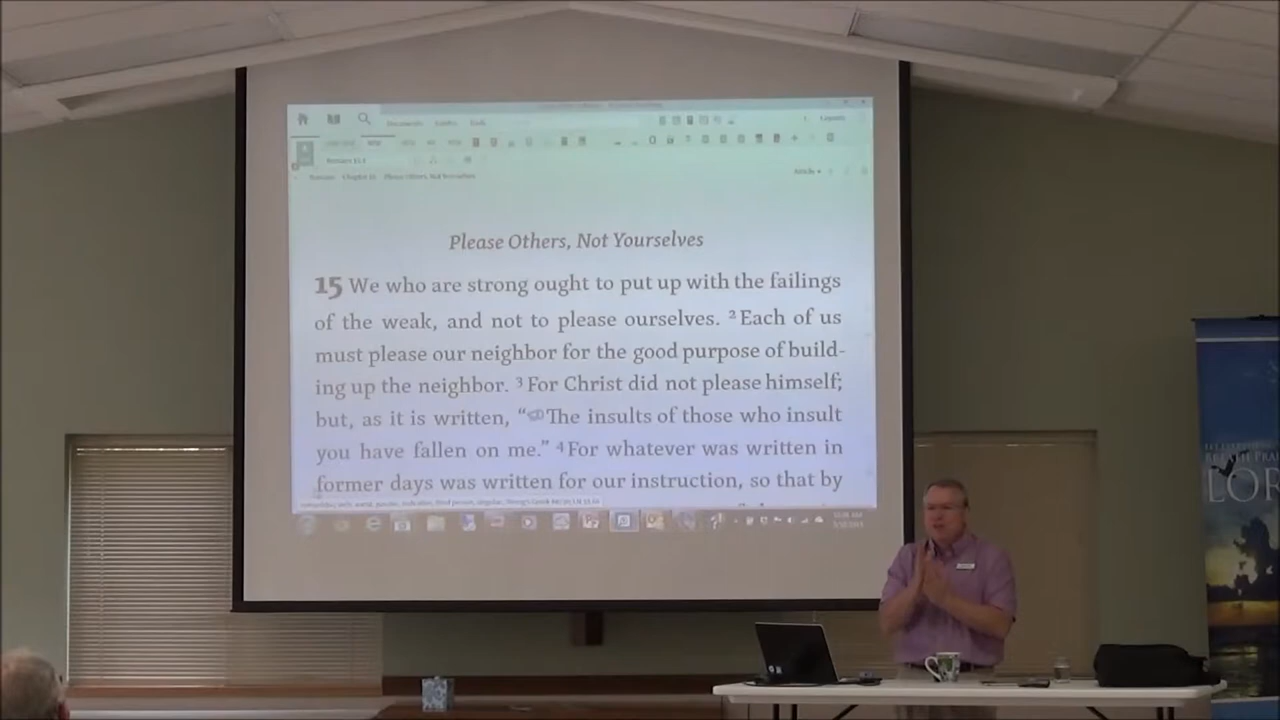 Please Others, Not Yourselves
15 We who are strong ought to put up with the failings
of the weak, and not to please ourselves. 2 Each of us
must please our neighbor for the good purpose of build-
ing up the neighbor. 3 For Christ did not please himself;
but, as it is written, “The insults of those who insult
you have fallen on me.” 4 For whatever was written in
former days was written for our instruction, so that by